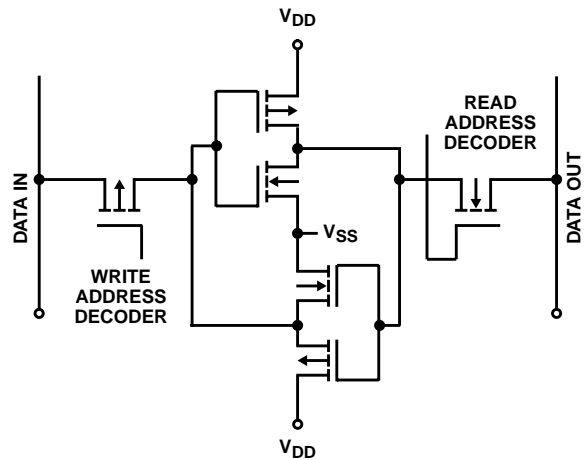 VDD
READ
ADDRESS
DECODER
DATA IN
DATA OUT
VSS
WRITE
ADDRESS
DECODER
VDD